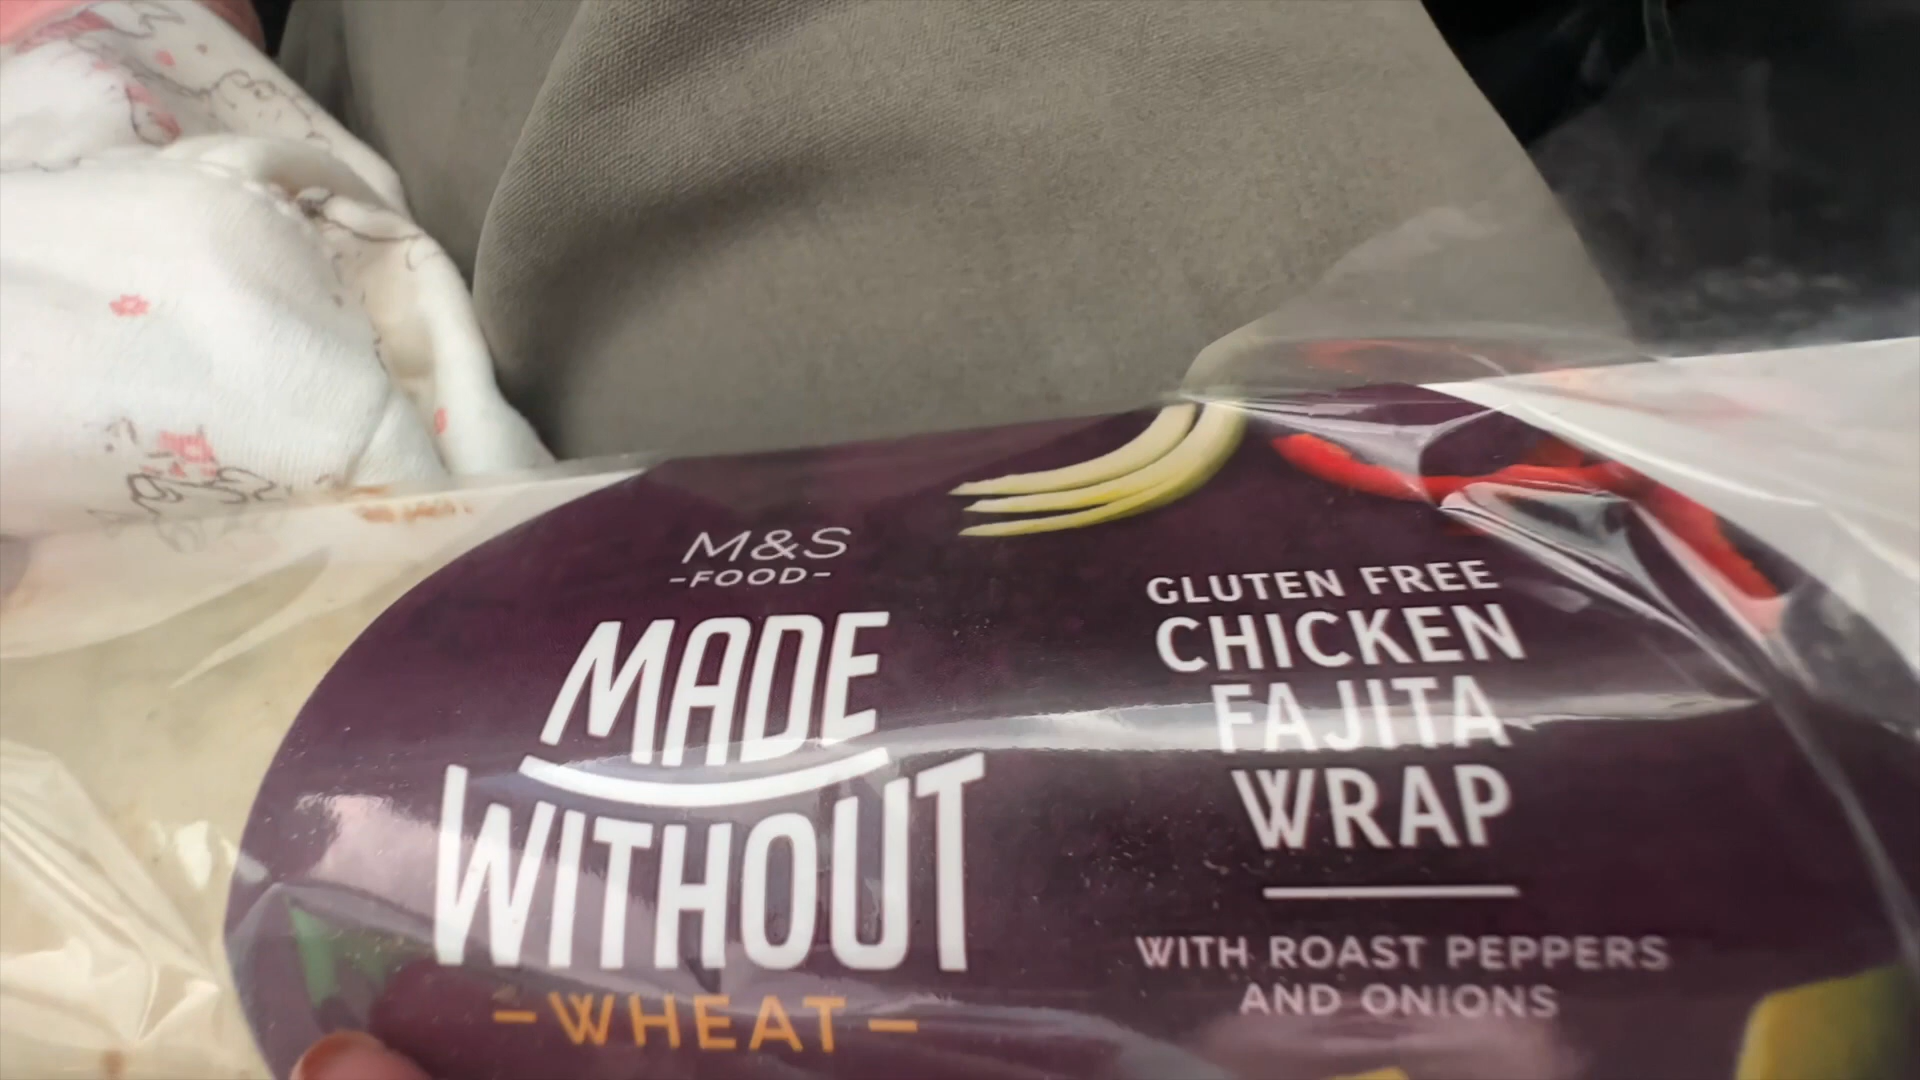 M&S
-FOOD-
MADE
WITHOUT
-WHEAT-
GLUTEN FREE
CHICKEN
FAJITA
WRAP
WITH ROAST PEPPERS
AND ONIONS